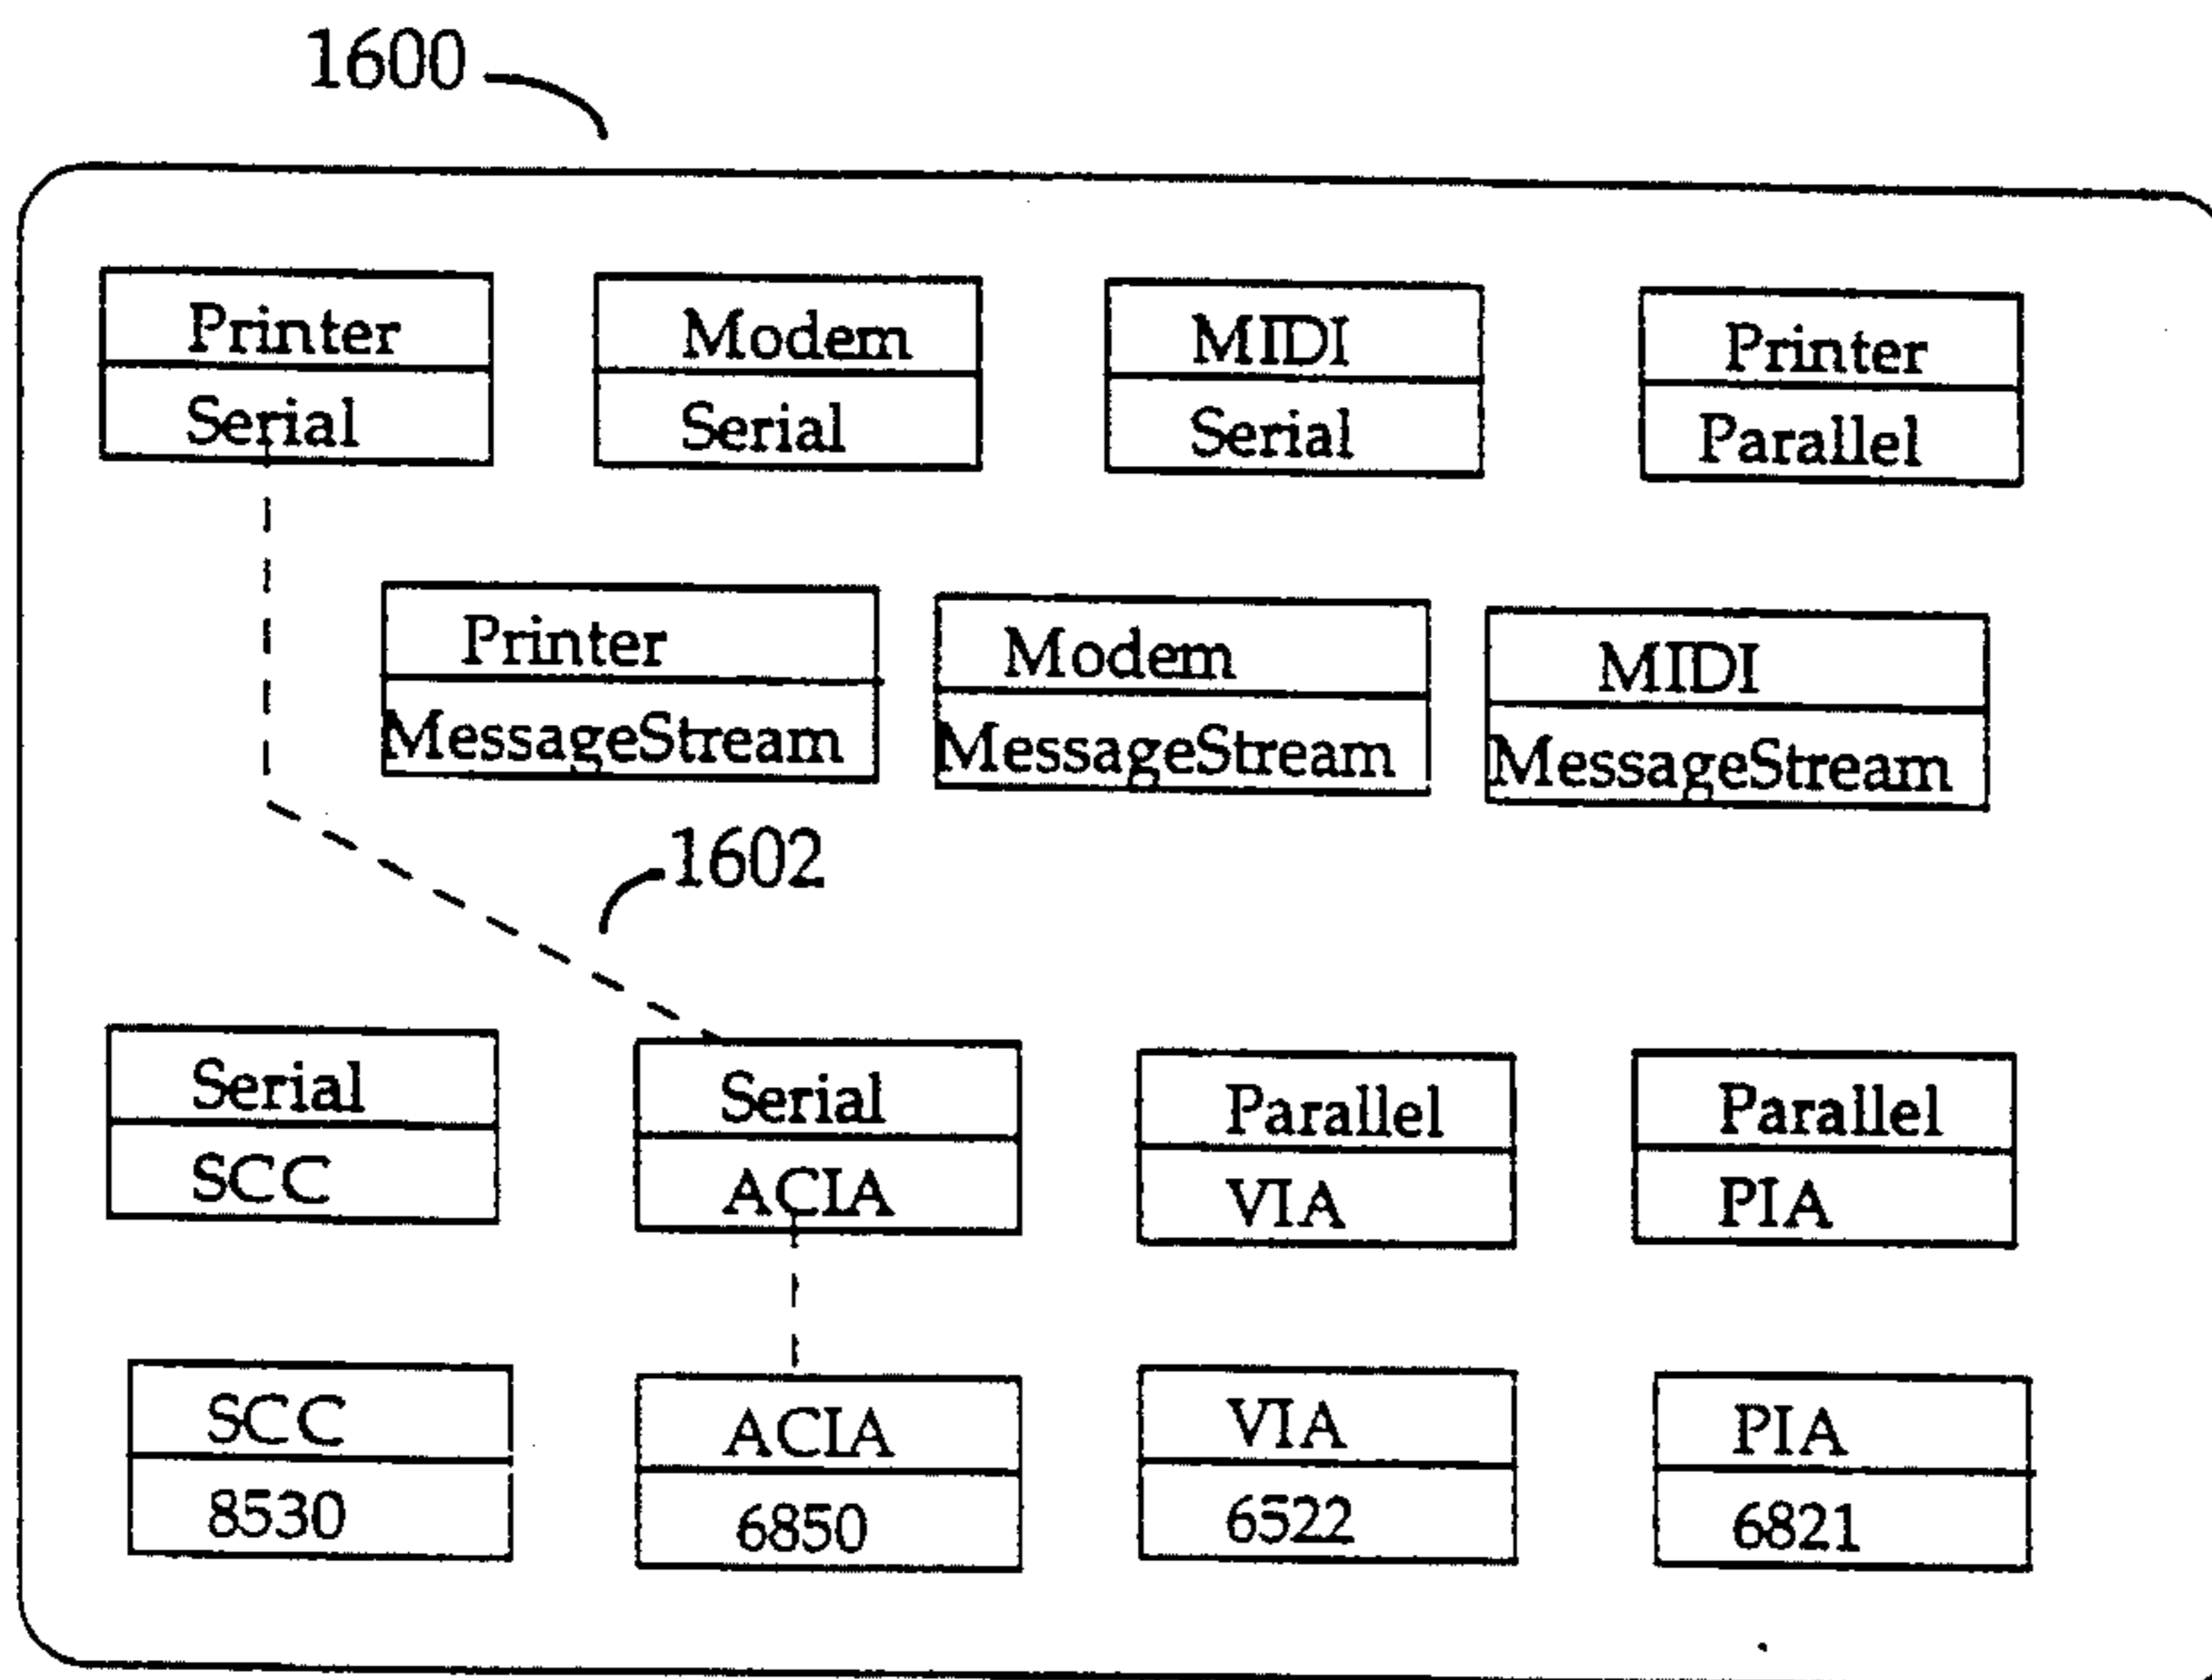 1600
Printer
Serial
Modem
Serial
MIDI
Serial
Printer
Parallel
Printer
MessageStream
Modem
MessageStream
MIDI
MessageStream
1602
Serial
SCC
Serial
ACIA
Parallel
VIA
Parallel
PIA
SCC
8530
ACIA
6850
VIA
6522
PIA
6821